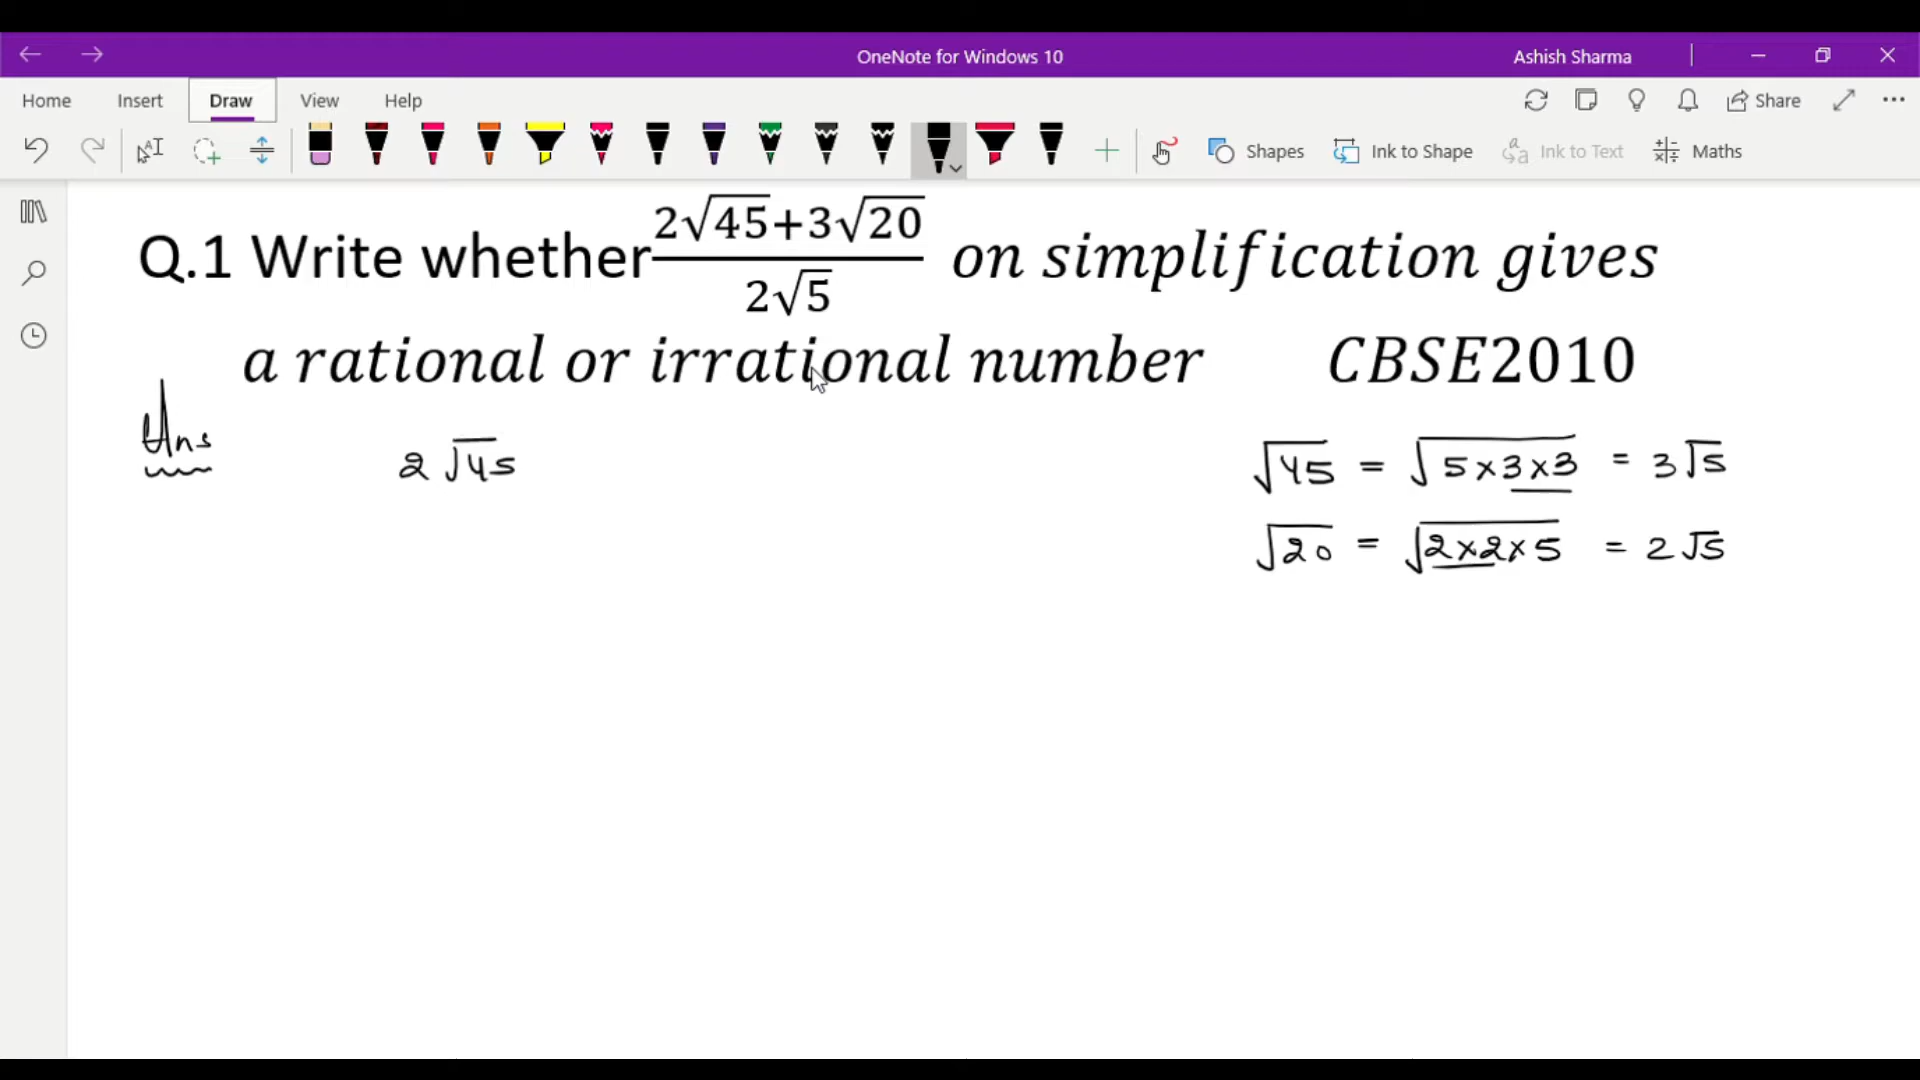 OneNote for Windows 10
Ashish Sharma
Home Insert Draw View Help
Share
Shapes Ink to Shape Ink to Text Maths
Q.1 Write whether (2√45+3√20)/(2√5) on simplification gives
a rational or irrational number CBSE2010
Ans
2√45
√45 = √5×3×3 = 3√5
√20 = √2×2×5 = 2√5